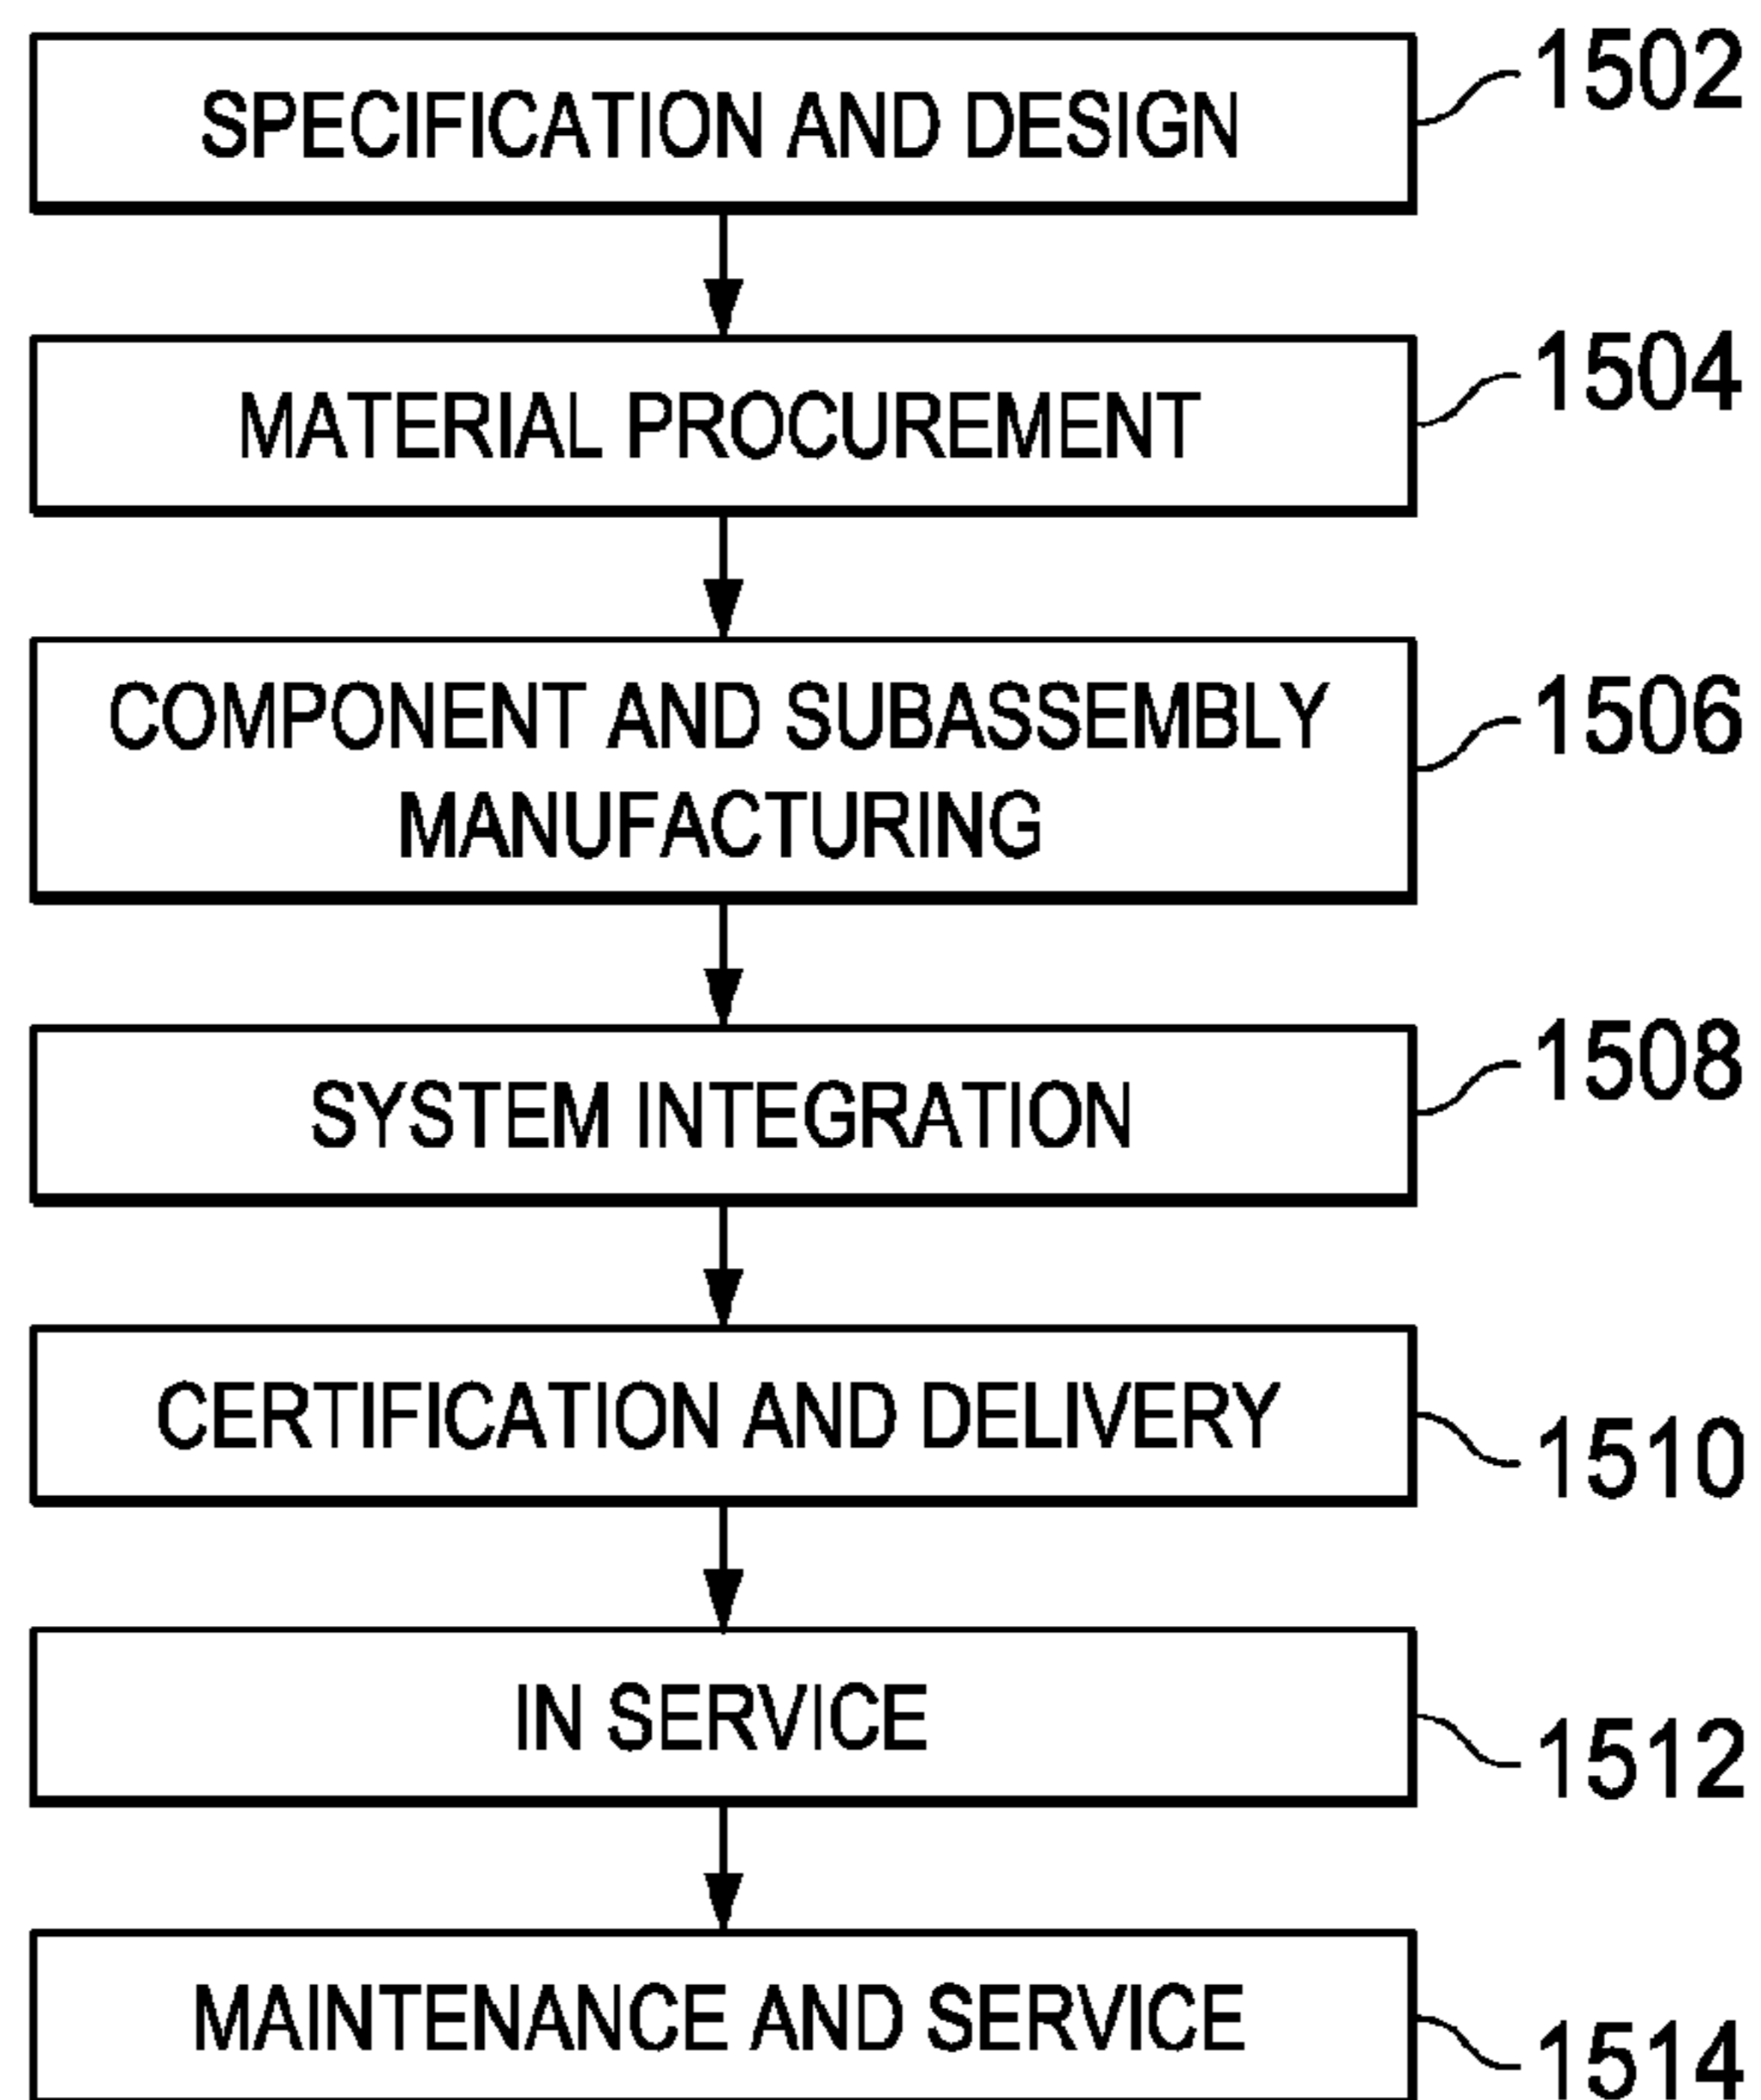 SPECIFICATION AND DESIGN
1502
MATERIAL PROCUREMENT
1504
COMPONENT AND SUBASSEMBLY
MANUFACTURING
1506
SYSTEM INTEGRATION
1508
CERTIFICATION AND DELIVERY
1510
IN SERVICE
1512
MAINTENANCE AND SERVICE
1514